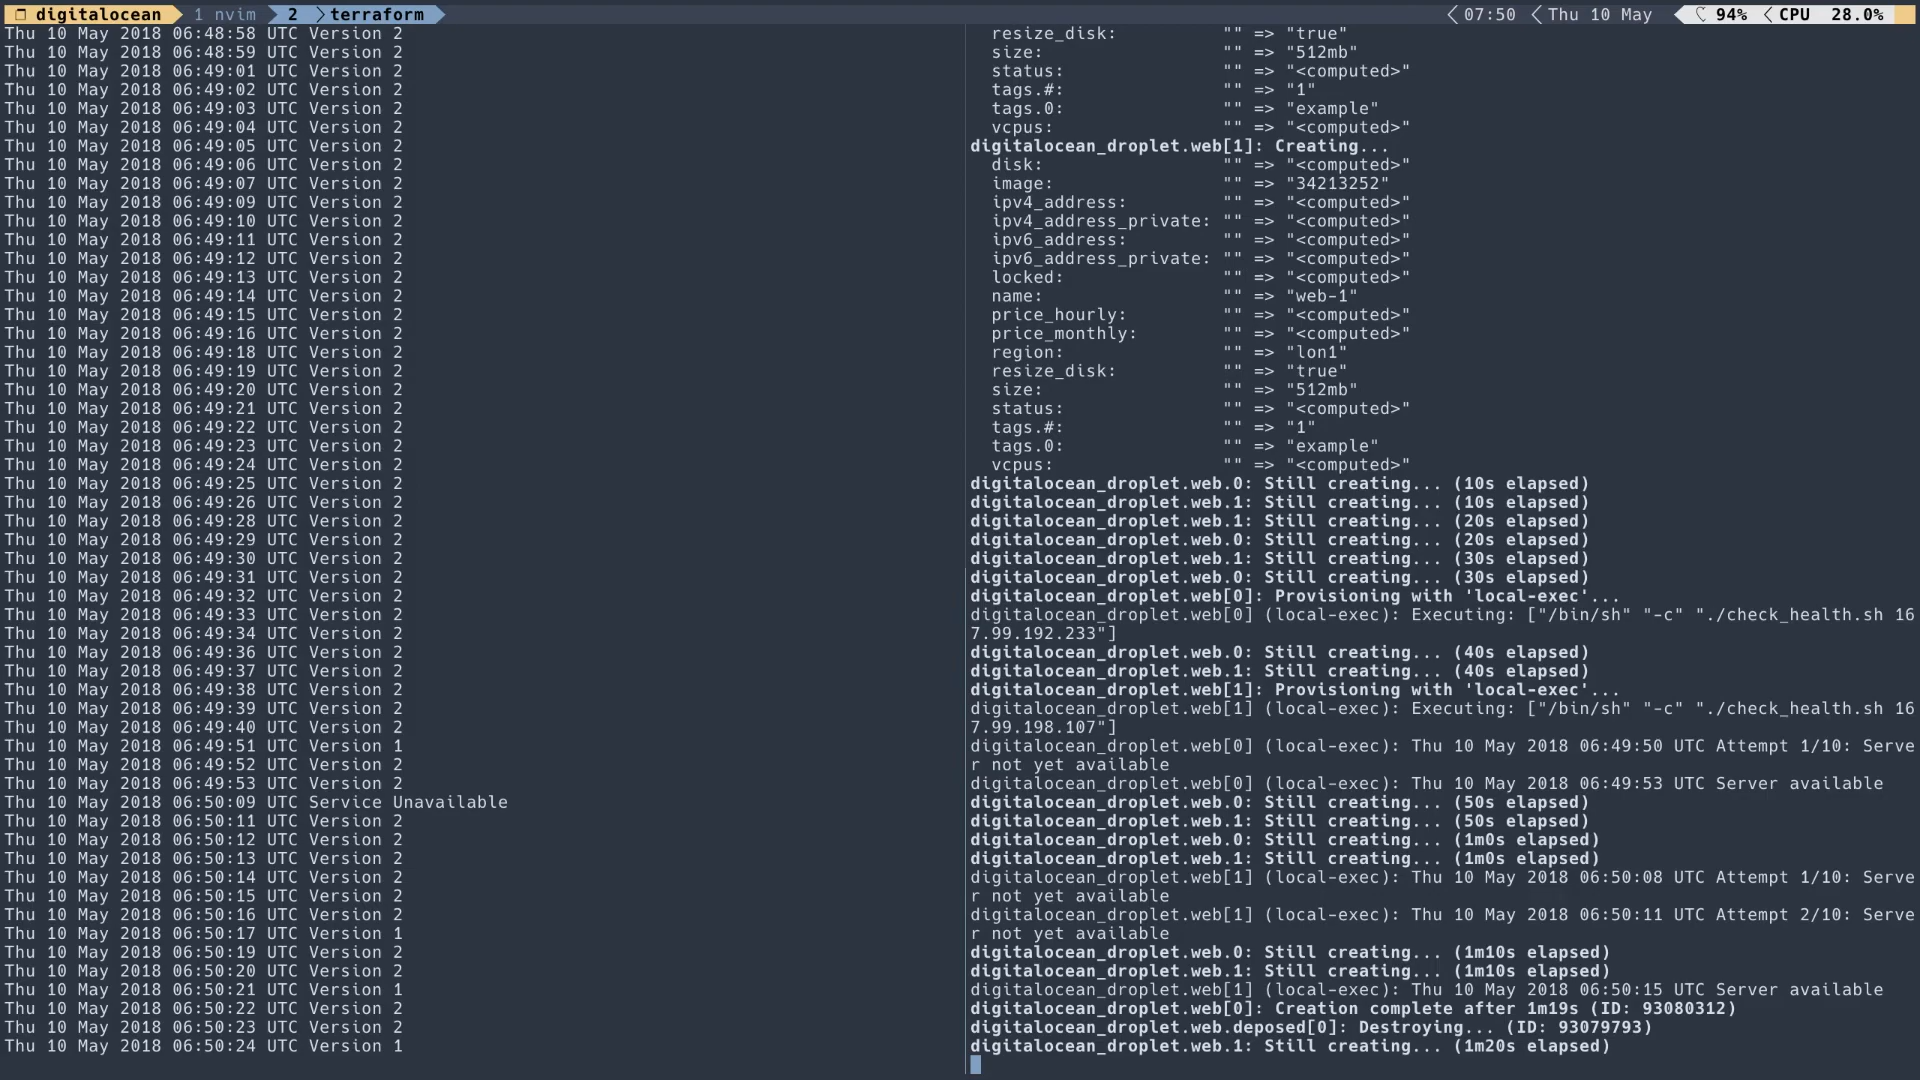 digitalocean 1 nvim 2 terraform 07:50 Thu 10 May 94% CPU 28.0%
Thu 10 May 2018 06:48:58 UTC Version 2
Thu 10 May 2018 06:48:59 UTC Version 2
Thu 10 May 2018 06:49:01 UTC Version 2
Thu 10 May 2018 06:49:02 UTC Version 2
Thu 10 May 2018 06:49:03 UTC Version 2
Thu 10 May 2018 06:49:04 UTC Version 2
Thu 10 May 2018 06:49:05 UTC Version 2
Thu 10 May 2018 06:49:06 UTC Version 2
Thu 10 May 2018 06:49:07 UTC Version 2
Thu 10 May 2018 06:49:09 UTC Version 2
Thu 10 May 2018 06:49:10 UTC Version 2
Thu 10 May 2018 06:49:11 UTC Version 2
Thu 10 May 2018 06:49:12 UTC Version 2
Thu 10 May 2018 06:49:13 UTC Version 2
Thu 10 May 2018 06:49:14 UTC Version 2
Thu 10 May 2018 06:49:15 UTC Version 2
Thu 10 May 2018 06:49:16 UTC Version 2
Thu 10 May 2018 06:49:18 UTC Version 2
Thu 10 May 2018 06:49:19 UTC Version 2
Thu 10 May 2018 06:49:20 UTC Version 2
Thu 10 May 2018 06:49:21 UTC Version 2
Thu 10 May 2018 06:49:22 UTC Version 2
Thu 10 May 2018 06:49:23 UTC Version 2
Thu 10 May 2018 06:49:24 UTC Version 2
Thu 10 May 2018 06:49:25 UTC Version 2
Thu 10 May 2018 06:49:26 UTC Version 2
Thu 10 May 2018 06:49:28 UTC Version 2
Thu 10 May 2018 06:49:29 UTC Version 2
Thu 10 May 2018 06:49:30 UTC Version 2
Thu 10 May 2018 06:49:31 UTC Version 2
Thu 10 May 2018 06:49:32 UTC Version 2
Thu 10 May 2018 06:49:33 UTC Version 2
Thu 10 May 2018 06:49:34 UTC Version 2
Thu 10 May 2018 06:49:36 UTC Version 2
Thu 10 May 2018 06:49:37 UTC Version 2
Thu 10 May 2018 06:49:38 UTC Version 2
Thu 10 May 2018 06:49:39 UTC Version 2
Thu 10 May 2018 06:49:40 UTC Version 2
Thu 10 May 2018 06:49:51 UTC Version 1
Thu 10 May 2018 06:49:52 UTC Version 2
Thu 10 May 2018 06:49:53 UTC Version 2
Thu 10 May 2018 06:50:09 UTC Service Unavailable
Thu 10 May 2018 06:50:11 UTC Version 2
Thu 10 May 2018 06:50:12 UTC Version 2
Thu 10 May 2018 06:50:13 UTC Version 2
Thu 10 May 2018 06:50:14 UTC Version 2
Thu 10 May 2018 06:50:15 UTC Version 2
Thu 10 May 2018 06:50:16 UTC Version 2
Thu 10 May 2018 06:50:17 UTC Version 1
Thu 10 May 2018 06:50:19 UTC Version 2
Thu 10 May 2018 06:50:20 UTC Version 2
Thu 10 May 2018 06:50:21 UTC Version 1
Thu 10 May 2018 06:50:22 UTC Version 2
Thu 10 May 2018 06:50:23 UTC Version 2
Thu 10 May 2018 06:50:24 UTC Version 1
resize_disk: "" => "true"
size: "" => "512mb"
status: "" => "<computed>"
tags.#: "" => "1"
tags.0: "" => "example"
vcpus: "" => "<computed>"
digitalocean_droplet.web[1]: Creating...
disk: "" => "<computed>"
image: "" => "34213252"
ipv4_address: "" => "<computed>"
ipv4_address_private: "" => "<computed>"
ipv6_address: "" => "<computed>"
ipv6_address_private: "" => "<computed>"
locked: "" => "<computed>"
name: "" => "web-1"
price_hourly: "" => "<computed>"
price_monthly: "" => "<computed>"
region: "" => "lon1"
resize_disk: "" => "true"
size: "" => "512mb"
status: "" => "<computed>"
tags.#: "" => "1"
tags.0: "" => "example"
vcpus: "" => "<computed>"
digitalocean_droplet.web.0: Still creating... (10s elapsed)
digitalocean_droplet.web.1: Still creating... (10s elapsed)
digitalocean_droplet.web.1: Still creating... (20s elapsed)
digitalocean_droplet.web.0: Still creating... (20s elapsed)
digitalocean_droplet.web.1: Still creating... (30s elapsed)
digitalocean_droplet.web.0: Still creating... (30s elapsed)
digitalocean_droplet.web[0]: Provisioning with 'local-exec'...
digitalocean_droplet.web[0] (local-exec): Executing: ["/bin/sh" "-c" "./check_health.sh 16
7.99.192.233"]
digitalocean_droplet.web.0: Still creating... (40s elapsed)
digitalocean_droplet.web.1: Still creating... (40s elapsed)
digitalocean_droplet.web[1]: Provisioning with 'local-exec'...
digitalocean_droplet.web[1] (local-exec): Executing: ["/bin/sh" "-c" "./check_health.sh 16
7.99.198.107"]
digitalocean_droplet.web[0] (local-exec): Thu 10 May 2018 06:49:50 UTC Attempt 1/10: Serve
r not yet available
digitalocean_droplet.web[0] (local-exec): Thu 10 May 2018 06:49:53 UTC Server available
digitalocean_droplet.web.0: Still creating... (50s elapsed)
digitalocean_droplet.web.1: Still creating... (50s elapsed)
digitalocean_droplet.web.0: Still creating... (1m0s elapsed)
digitalocean_droplet.web.1: Still creating... (1m0s elapsed)
digitalocean_droplet.web[1] (local-exec): Thu 10 May 2018 06:50:08 UTC Attempt 1/10: Serve
r not yet available
digitalocean_droplet.web[1] (local-exec): Thu 10 May 2018 06:50:11 UTC Attempt 2/10: Serve
r not yet available
digitalocean_droplet.web.0: Still creating... (1m10s elapsed)
digitalocean_droplet.web.1: Still creating... (1m10s elapsed)
digitalocean_droplet.web[1] (local-exec): Thu 10 May 2018 06:50:15 UTC Server available
digitalocean_droplet.web[0]: Creation complete after 1m19s (ID: 93080312)
digitalocean_droplet.web.deposed[0]: Destroying... (ID: 93079793)
digitalocean_droplet.web.1: Still creating... (1m20s elapsed)